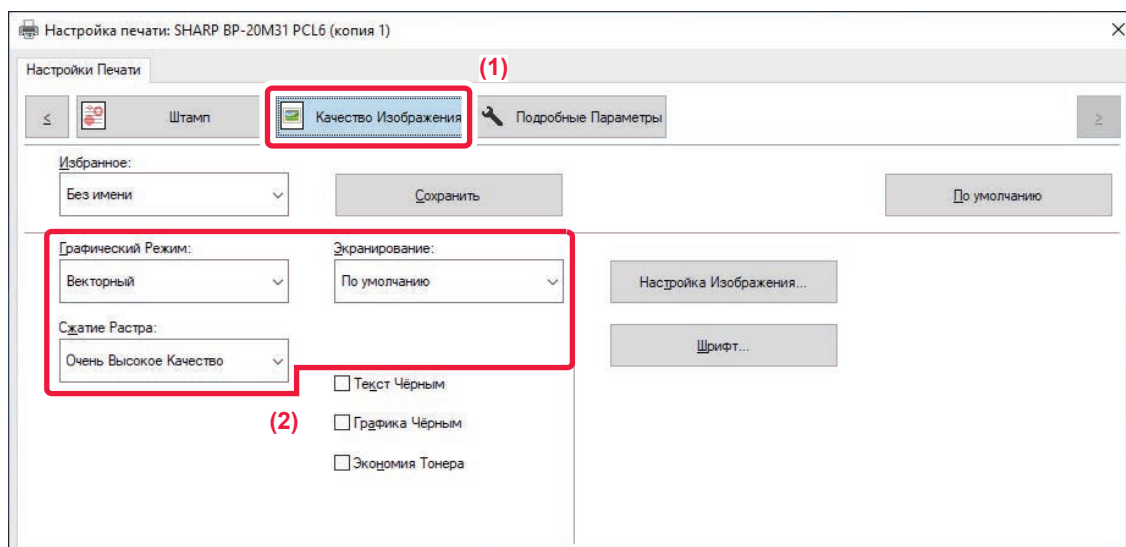 Настройка печати: SHARP BP-20M31 PCL6 (копия 1)
Настройки Печати
(1)
< Штамп Качество Изображения Подробные Параметры >
Избранное:
Без имени Сохранить По умолчанию
Графический Режим: Экранирование:
Векторный По умолчанию Настройка Изображения...
Сжатие Растра:
Очень Высокое Качество Шрифт...
Текст Чёрным
(2)
Графика Чёрным
Экономия Тонера